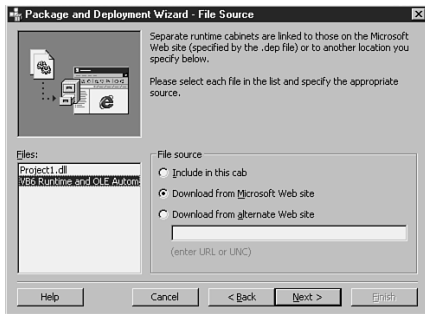 Package and Deployment Wizard - File Source
Separate runtime cabinets are linked to those on the Microsoft
Web site (specified by the .dep file) or to another location you
specify below.
Please select each file in the list and specify the appropriate
source.
Files:
Project1.dll
VB6 Runtime and OLE Autom
File source
Include in this cab
Download from Microsoft Web site
Download from alternate Web site
(enter URL or UNC)
Help
Cancel
< Back
Next >
Finish